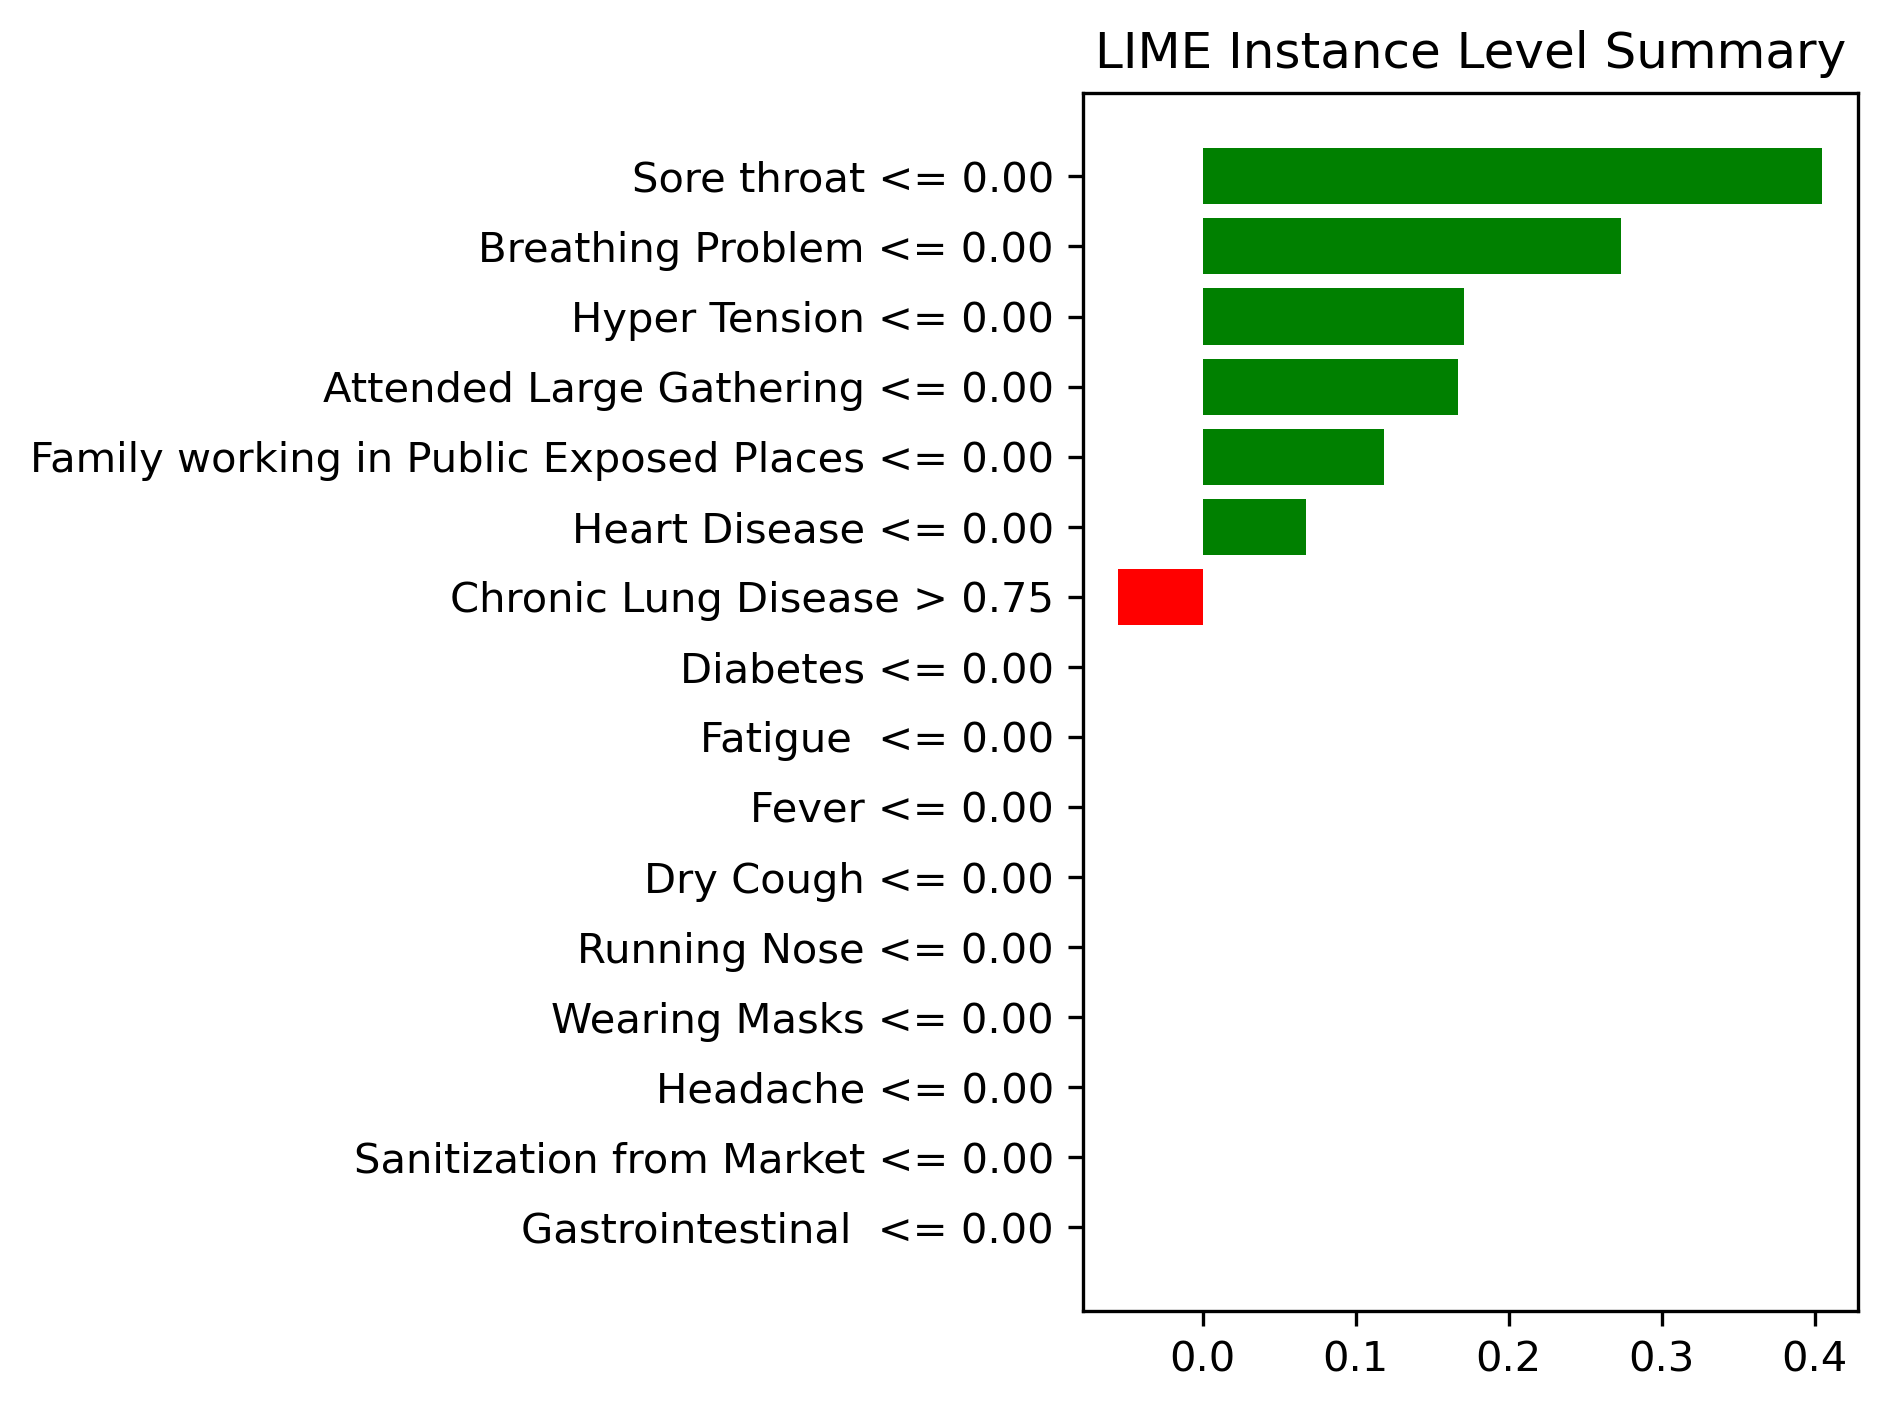 LIME Instance Level Summary
Sore throat <= 0.00
Breathing Problem <= 0.00
Hyper Tension <= 0.00
Attended Large Gathering <= 0.00
Family working in Public Exposed Places <= 0.00
Heart Disease <= 0.00
Chronic Lung Disease > 0.75
Diabetes <= 0.00
Fatigue  <= 0.00
Fever <= 0.00
Dry Cough <= 0.00
Running Nose <= 0.00
Wearing Masks <= 0.00
Headache <= 0.00
Sanitization from Market <= 0.00
Gastrointestinal  <= 0.00
0.0 0.1 0.2 0.3 0.4